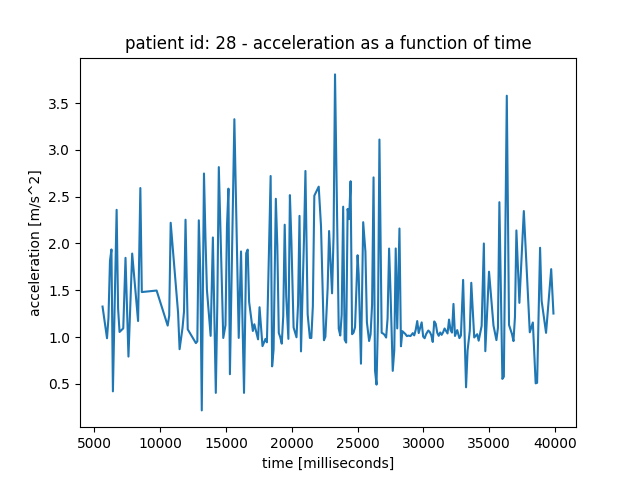 patient id: 28 - acceleration as a function of time
acceleration [m/s^2]
3.5
3.0
2.5
2.0
1.5
1.0
0.5
5000 10000 15000 20000 25000 30000 35000 40000
time [milliseconds]